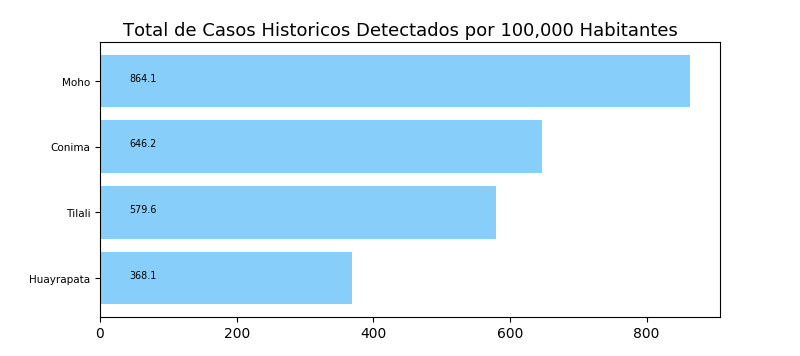 Total de Casos Historicos Detectados por 100,000 Habitantes
Moho 864.1
Conima 646.2
Tilali 579.6
Huayrapata 368.1
0 200 400 600 800